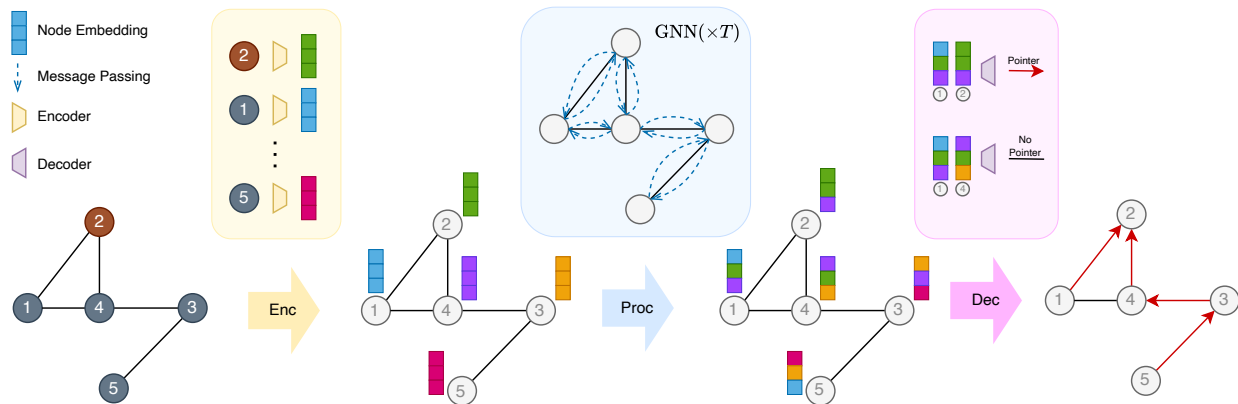 Node Embedding
Message Passing
Encoder
Decoder
2
1
5
GNN(×T)
Pointer
1 2
No
Pointer
1 4
2
1 4 3
5
Enc
2
1 4 3
5
Proc
2
1 4 3
5
Dec
2
1 4 3
5